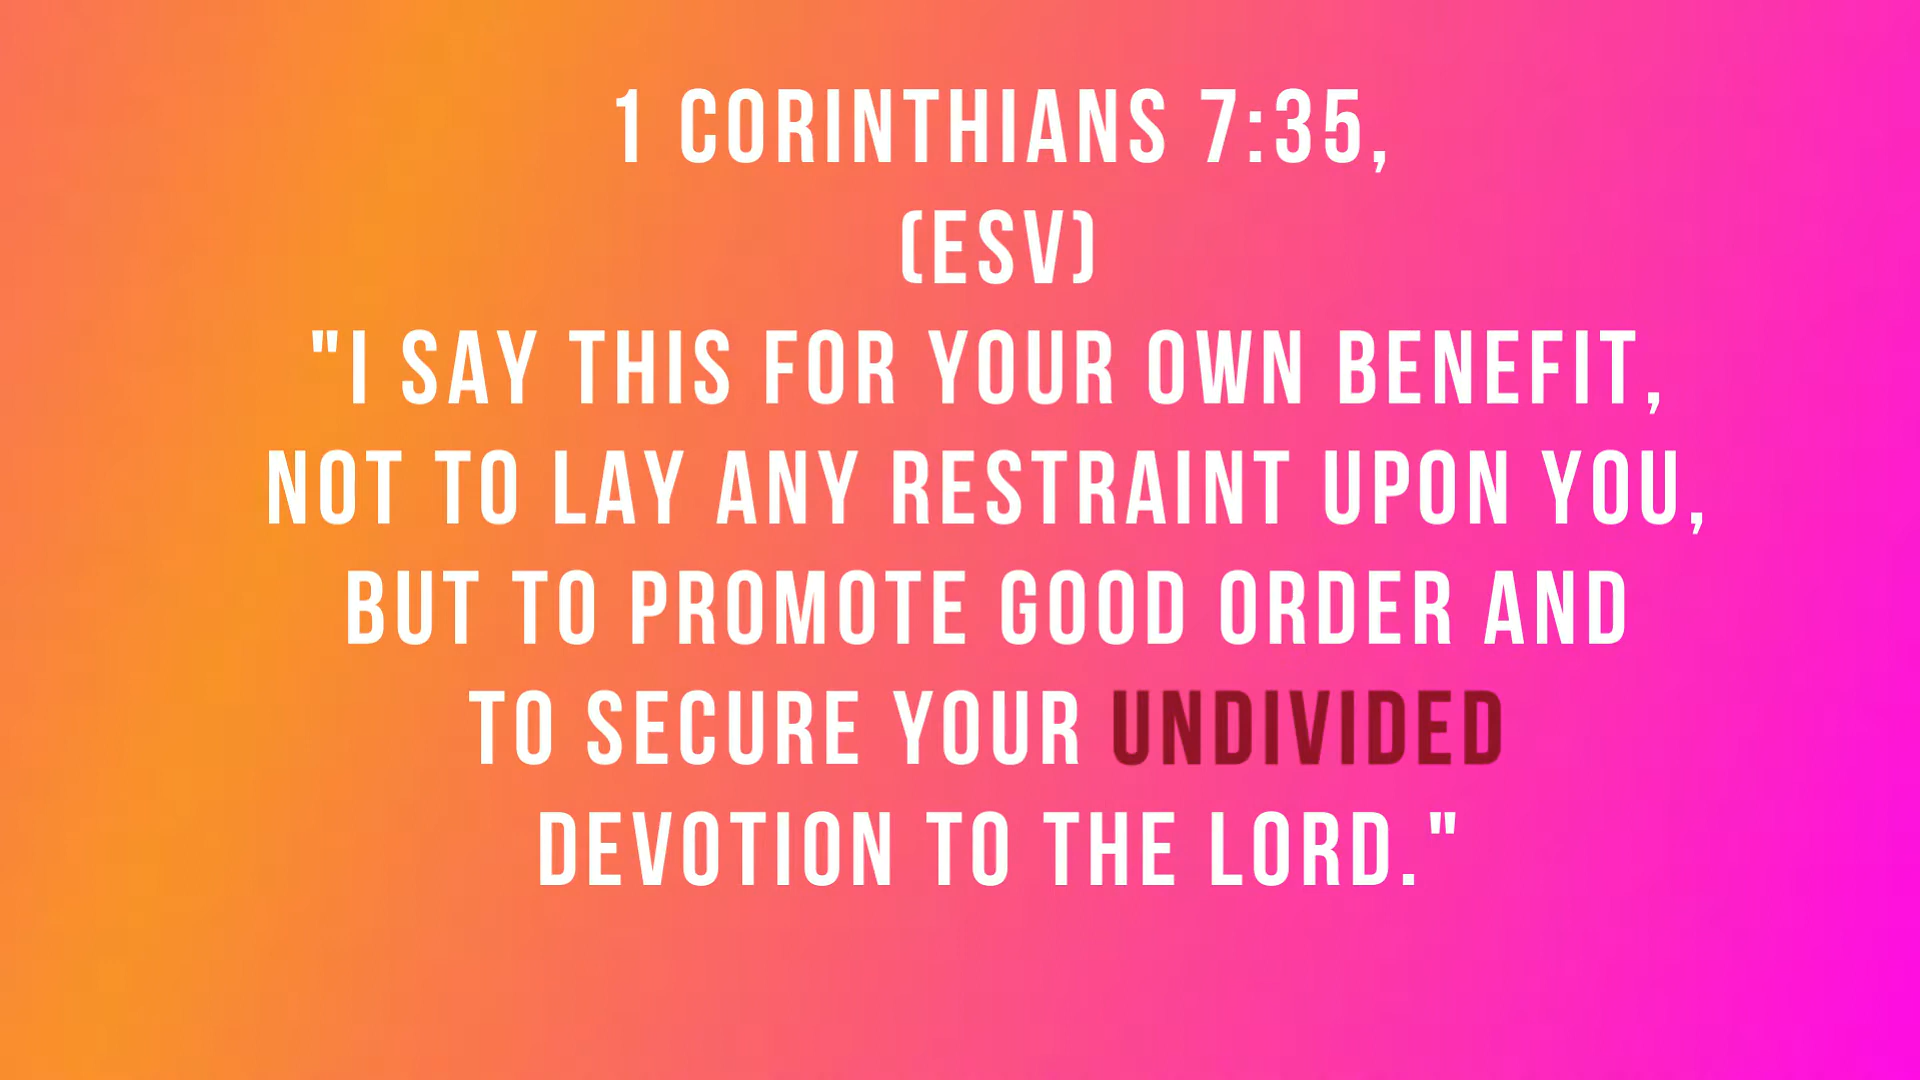 1 CORINTHIANS 7:35,
(ESV)
"I SAY THIS FOR YOUR OWN BENEFIT,
NOT TO LAY ANY RESTRAINT UPON YOU,
BUT TO PROMOTE GOOD ORDER AND
TO SECURE YOUR UNDIVIDED
DEVOTION TO THE LORD."